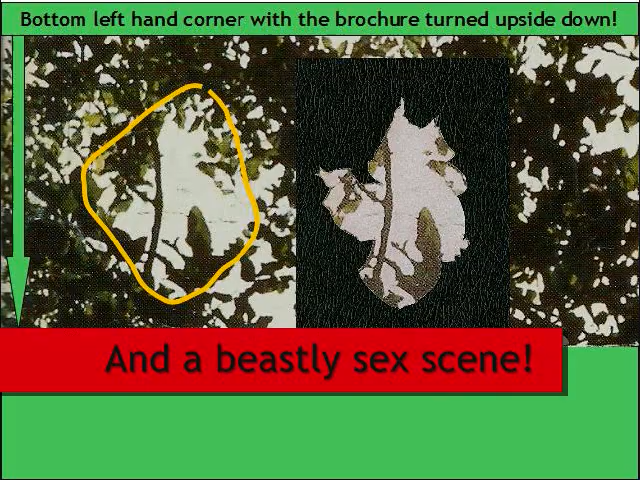 Bottom left hand corner with the brochure turned upside down!
And a beastly sex scene!